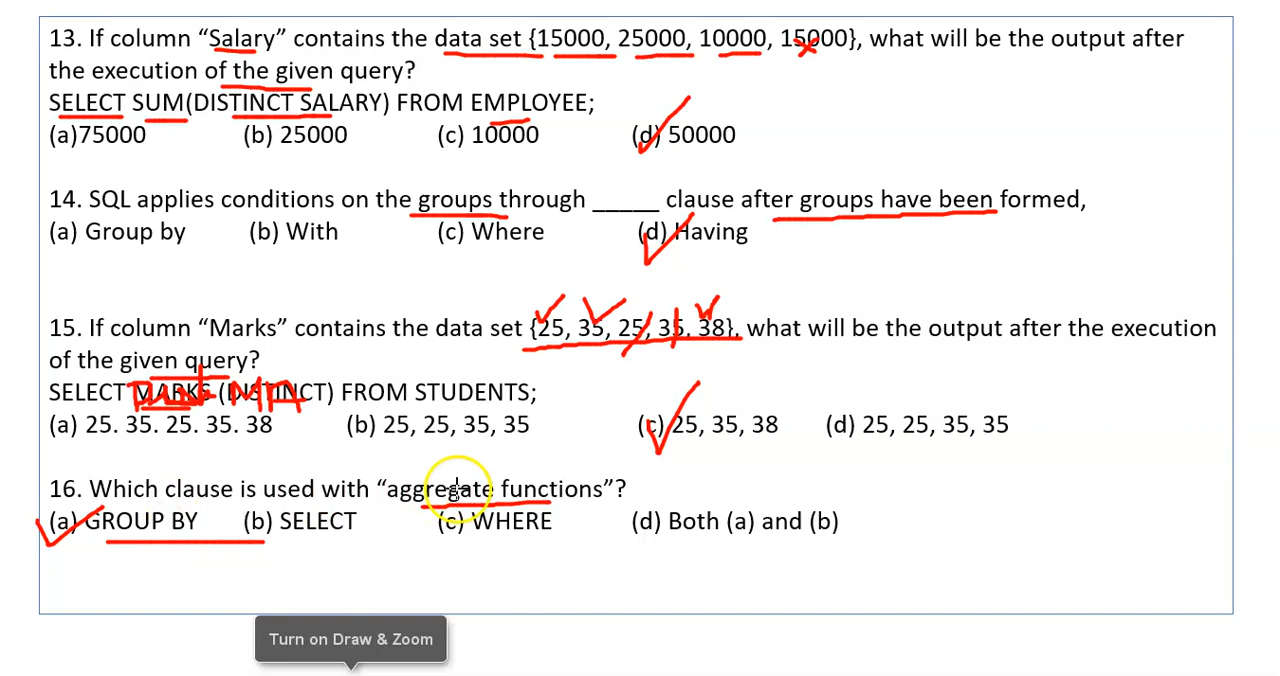 13. If column “Salary” contains the data set {15000, 25000, 10000, 15000}, what will be the output after
the execution of the given query?
SELECT SUM(DISTINCT SALARY) FROM EMPLOYEE;
(a)75000 (b) 25000 (c) 10000 (d) 50000
14. SQL applies conditions on the groups through _____ clause after groups have been formed,
(a) Group by (b) With (c) Where (d) Having
15. If column “Marks” contains the data set {25, 35, 25, 35, 38}, what will be the output after the execution
of the given query?
SELECT MARKS (DISTINCT) FROM STUDENTS;
(a) 25. 35. 25. 35. 38 (b) 25, 25, 35, 35 (c) 25, 35, 38 (d) 25, 25, 35, 35
16. Which clause is used with “aggregate functions”?
(a) GROUP BY (b) SELECT (c) WHERE (d) Both (a) and (b)
Turn on Draw & Zoom